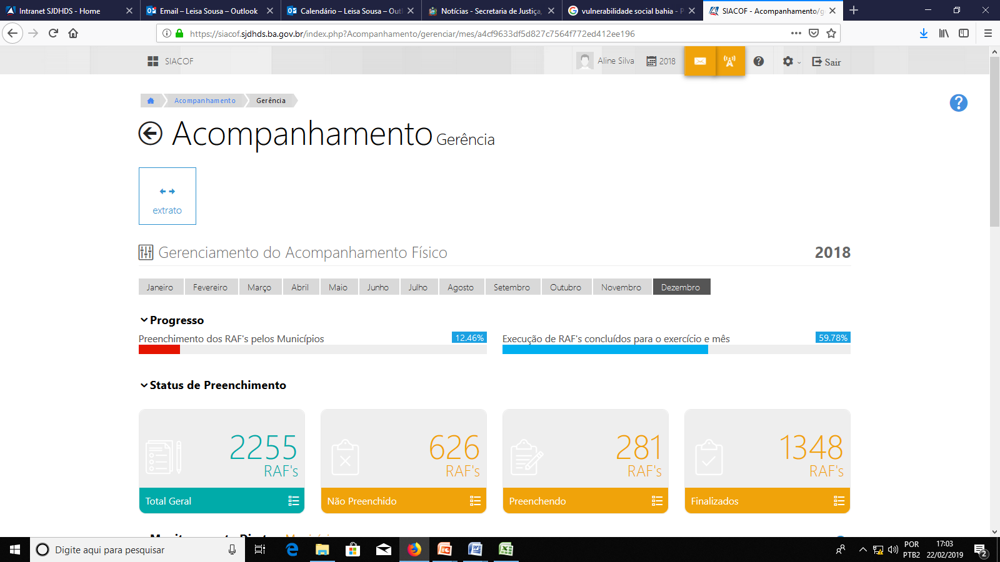 Intranet SJDHDS - Home
Email – Leisa Sousa – Outlook
Calendário – Leisa Sousa – Outl
Notícias - Secretaria de Justiça,
vulnerabilidade social bahia - P
SIACOF - Acompanhamento/g
https://siacof.sjdhds.ba.gov.br/index.php?Acompanhamento/gerenciar/mes/a4cf9633df5d827c7564f772ed412ee196
SIACOF
Aline Silva
2018
Sair
Acompanhamento
Gerência
Acompanhamento Gerência
extrato
Gerenciamento do Acompanhamento Físico
2018
Janeiro
Fevereiro
Março
Abril
Maio
Junho
Julho
Agosto
Setembro
Outubro
Novembro
Dezembro
Progresso
Preenchimento dos RAF's pelos Municípios
12.46%
Execução de RAF's concluídos para o exercício e mês
59.78%
Status de Preenchimento
2255
RAF's
Total Geral
626
RAF's
Não Preenchido
281
RAF's
Preenchendo
1348
RAF's
Finalizados
Digite aqui para pesquisar
POR
PTB2
17:03
22/02/2019
2